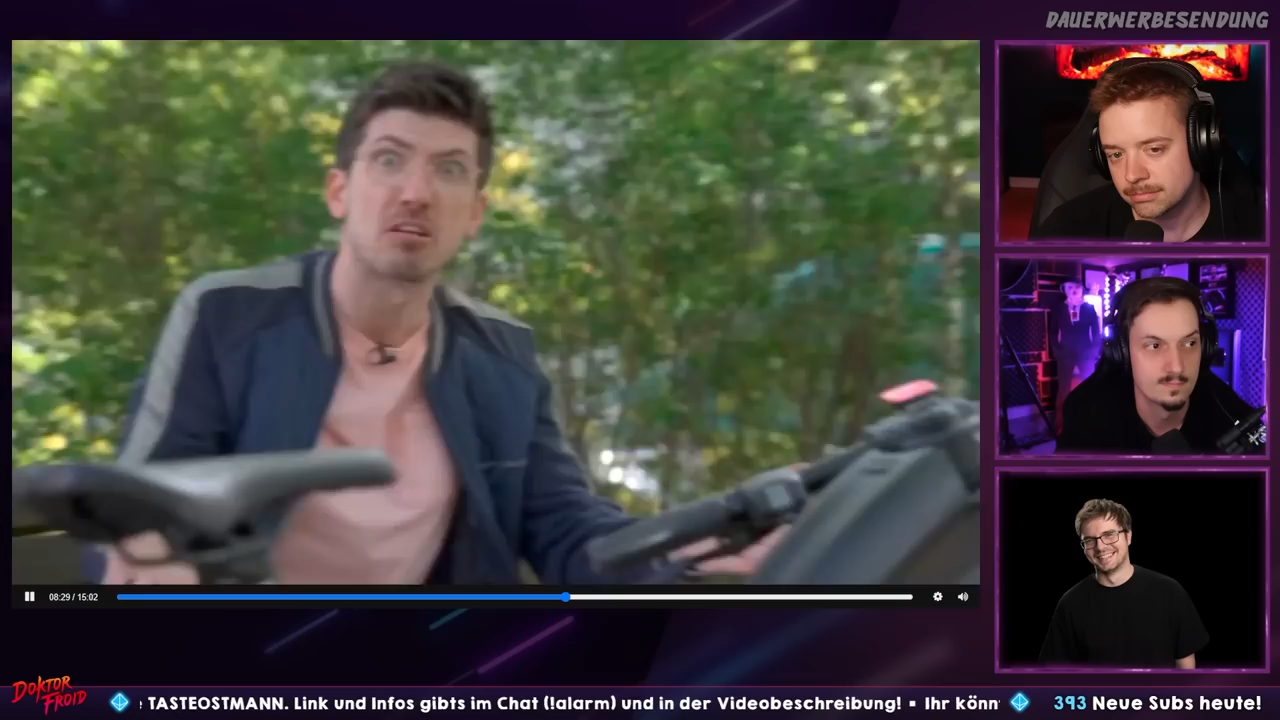 DAUERWERBESENDUNG
08:29 / 15:02
DOKTOR
FROID
TASTEOSTMANN. Link und Infos gibts im Chat (!alarm) und in der Videobeschreibung! ▪ Ihr könn
393 Neue Subs heute!